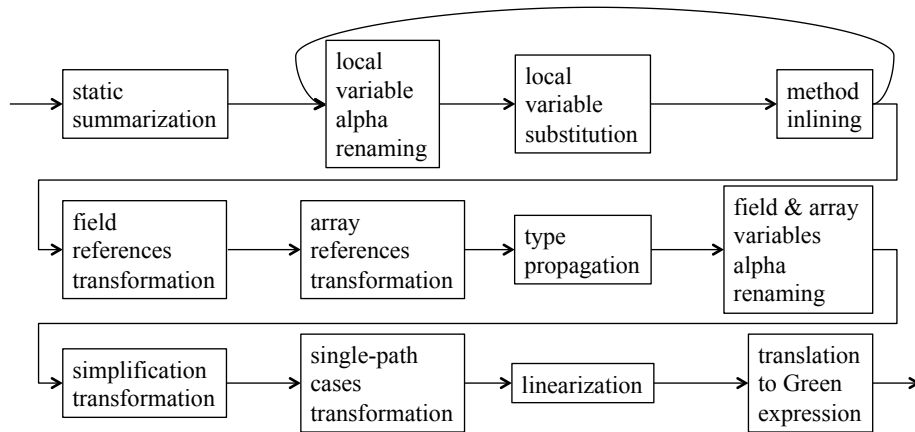 static
summarization
local
variable
alpha
renaming
local
variable
substitution
method
inlining
field
references
transformation
array
references
transformation
type
propagation
field & array
variables
alpha
renaming
simplification
transformation
single-path
cases
transformation
linearization
translation
to Green
expression